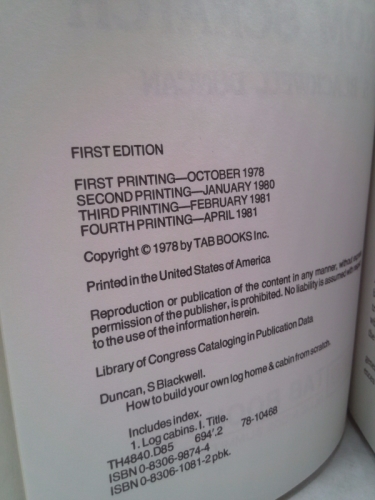 FIRST EDITION
FIRST PRINTING—OCTOBER 1978
SECOND PRINTING—JANUARY 1980
THIRD PRINTING—FEBRUARY 1981
FOURTH PRINTING—APRIL 1981
Copyright © 1978 by TAB BOOKS Inc.
Printed in the United States of America
Reproduction or publication of the content in any manner, without
permission of the publisher, is prohibited. No liability is assumed with
to the use of the information herein.
Library of Congress Cataloging in Publication Data
Duncan, S Blackwell.
How to build your own log home & cabin from scratch.
Includes index.
1. Log cabins. I. Title.
TH4840.D85 694'.2 78-10468
ISBN 0-8306-9874-4
ISBN 0-8306-1081-2 pbk.